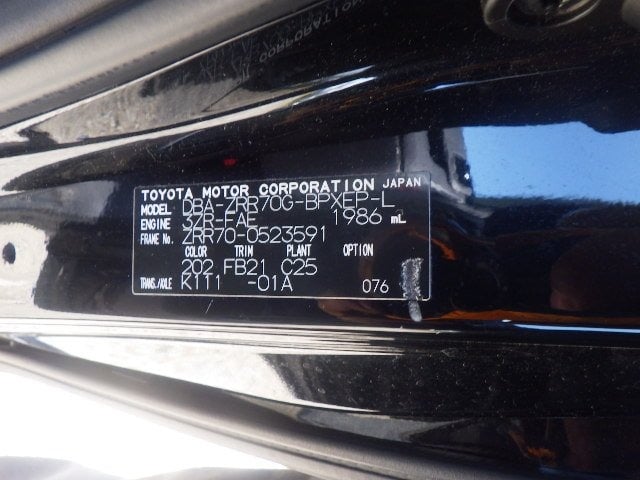 TOYOTA MOTOR CORPORATION JAPAN
MODEL DBA-ZRR70G-BPXEP-L
ENGINE 3ZR-FAE 1986 mL
FRAME No. ZRR70-0523591
COLOR TRIM PLANT OPTION
202 FB21 C25
TRANS./AXLE K111 -01A 076